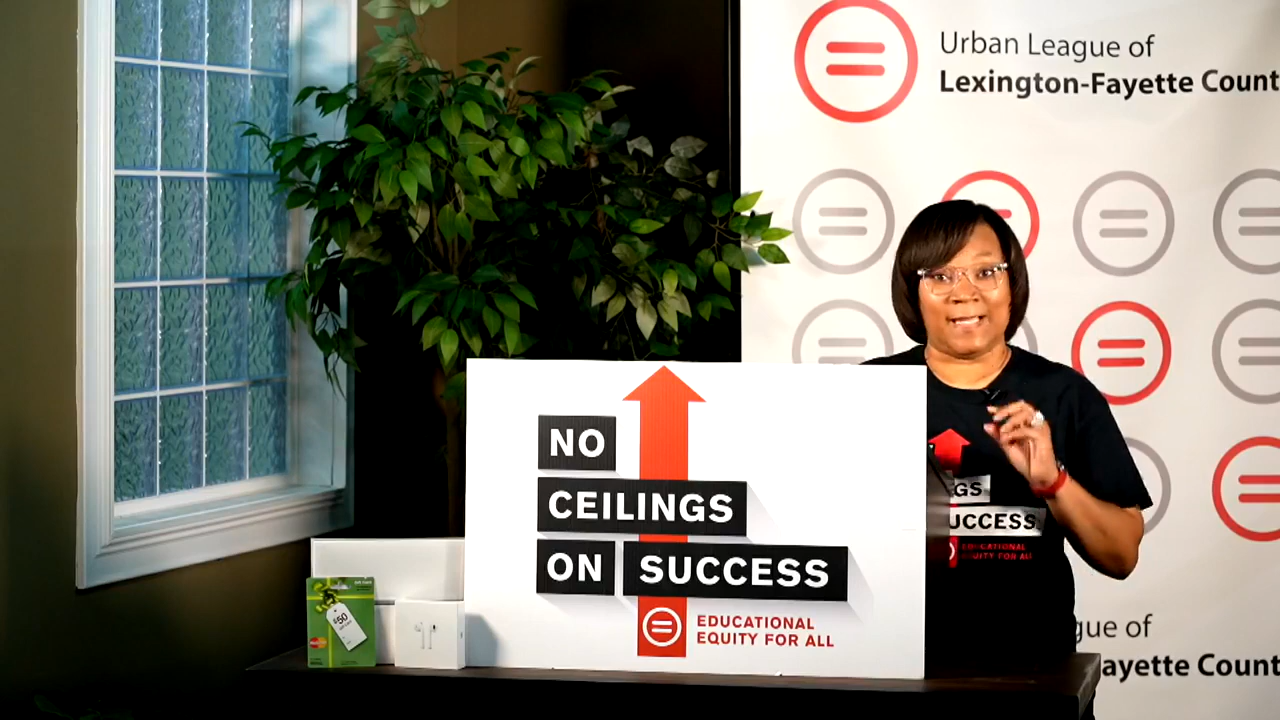 Urban League of
Lexington-Fayette Count
NO
CEILINGS
ON SUCCESS
EDUCATIONAL
EQUITY FOR ALL
GS
UCCESS
EDUCATIONAL
EQUITY FOR ALL
gue of
ayette Count
$50